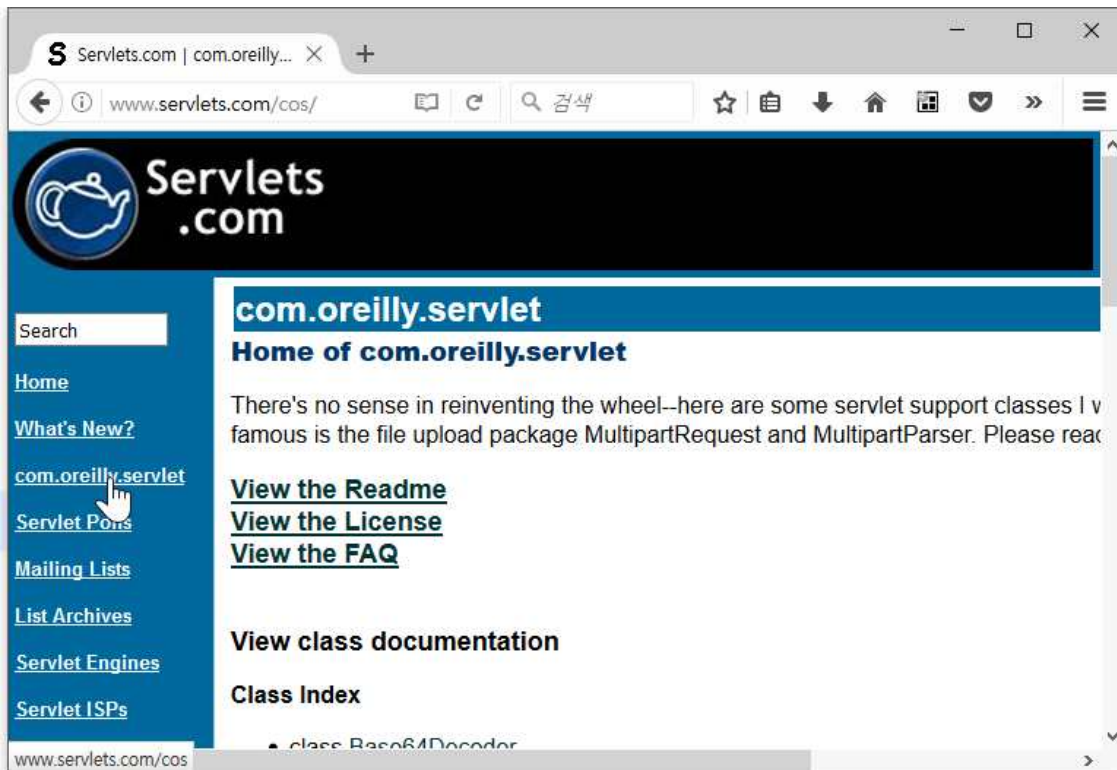 Servlets.com | com.oreilly...
www.servlets.com/cos/
검색
Servlets
.com
Search
Home
What's New?
com.oreilly.servlet
Servlet Polls
Mailing Lists
List Archives
Servlet Engines
Servlet ISPs
com.oreilly.servlet
Home of com.oreilly.servlet
There's no sense in reinventing the wheel--here are some servlet support classes I w
famous is the file upload package MultipartRequest and MultipartParser. Please read
View the Readme
View the License
View the FAQ
View class documentation
Class Index
• class Base64Decoder
www.servlets.com/cos